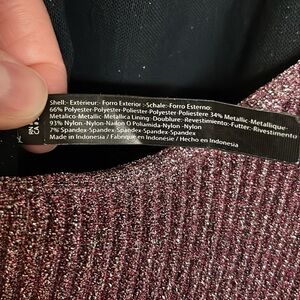 Shell:-Extérieur:-Forro Exterior :-Schale:-Forro Esterno:
66% Polyester-Polyester-Poliester-Polyester-Poliestere 34% Metallic-Metallique-
Metalico-Metallic-Metallica Lining:-Doublure:-Revestimiento:-Futter:-Rivestimento
93% Nylon-Nylon-Nailon O Poliamida-Nylon-Nylon
7% Spandex-Spandex-Spandex-Spandex-Spandex
Made in Indonesia / Fabriqué en Indonésie / Hecho en Indonesia
RN
CA